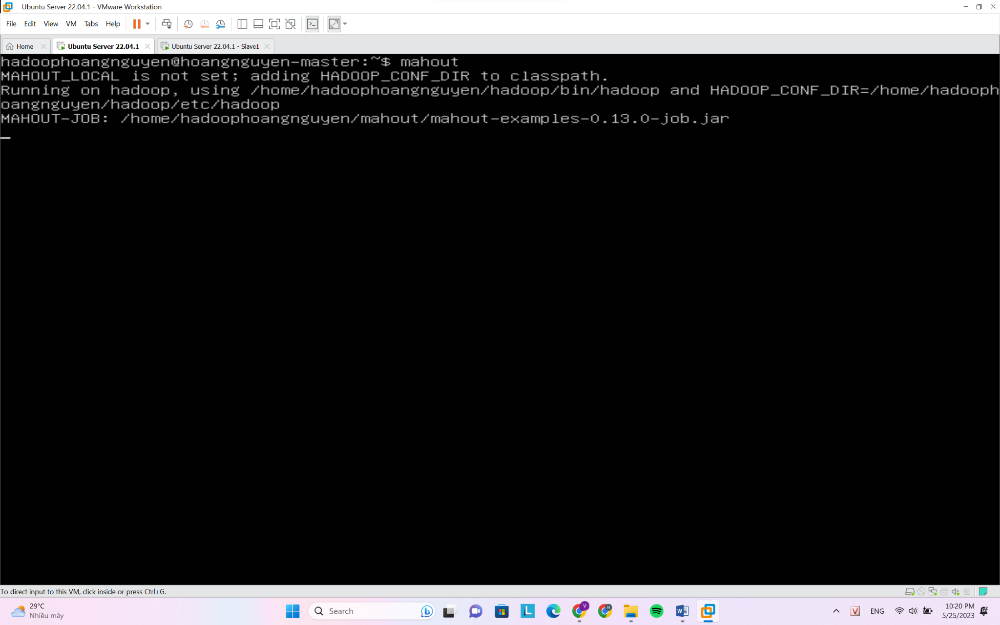 Ubuntu Server 22.04.1 - VMware Workstation
File Edit View VM Tabs Help
Home Ubuntu Server 22.04.1 Ubuntu Server 22.04.1 - Slave1
hadoophoangnguyen@hoangnguyen-master:~$ mahout
MAHOUT_LOCAL is not set; adding HADOOP_CONF_DIR to classpath.
Running on hadoop, using /home/hadoophoangnguyen/hadoop/bin/hadoop and HADOOP_CONF_DIR=/home/hadooph
oangnguyen/hadoop/etc/hadoop
MAHOUT-JOB: /home/hadoophoangnguyen/mahout/mahout-examples-0.13.0-job.jar
_
To direct input to this VM, click inside or press Ctrl+G.
29°C
Nhiều mây
Search
L
V
N
W
V
ENG
10:20 PM
5/25/2023